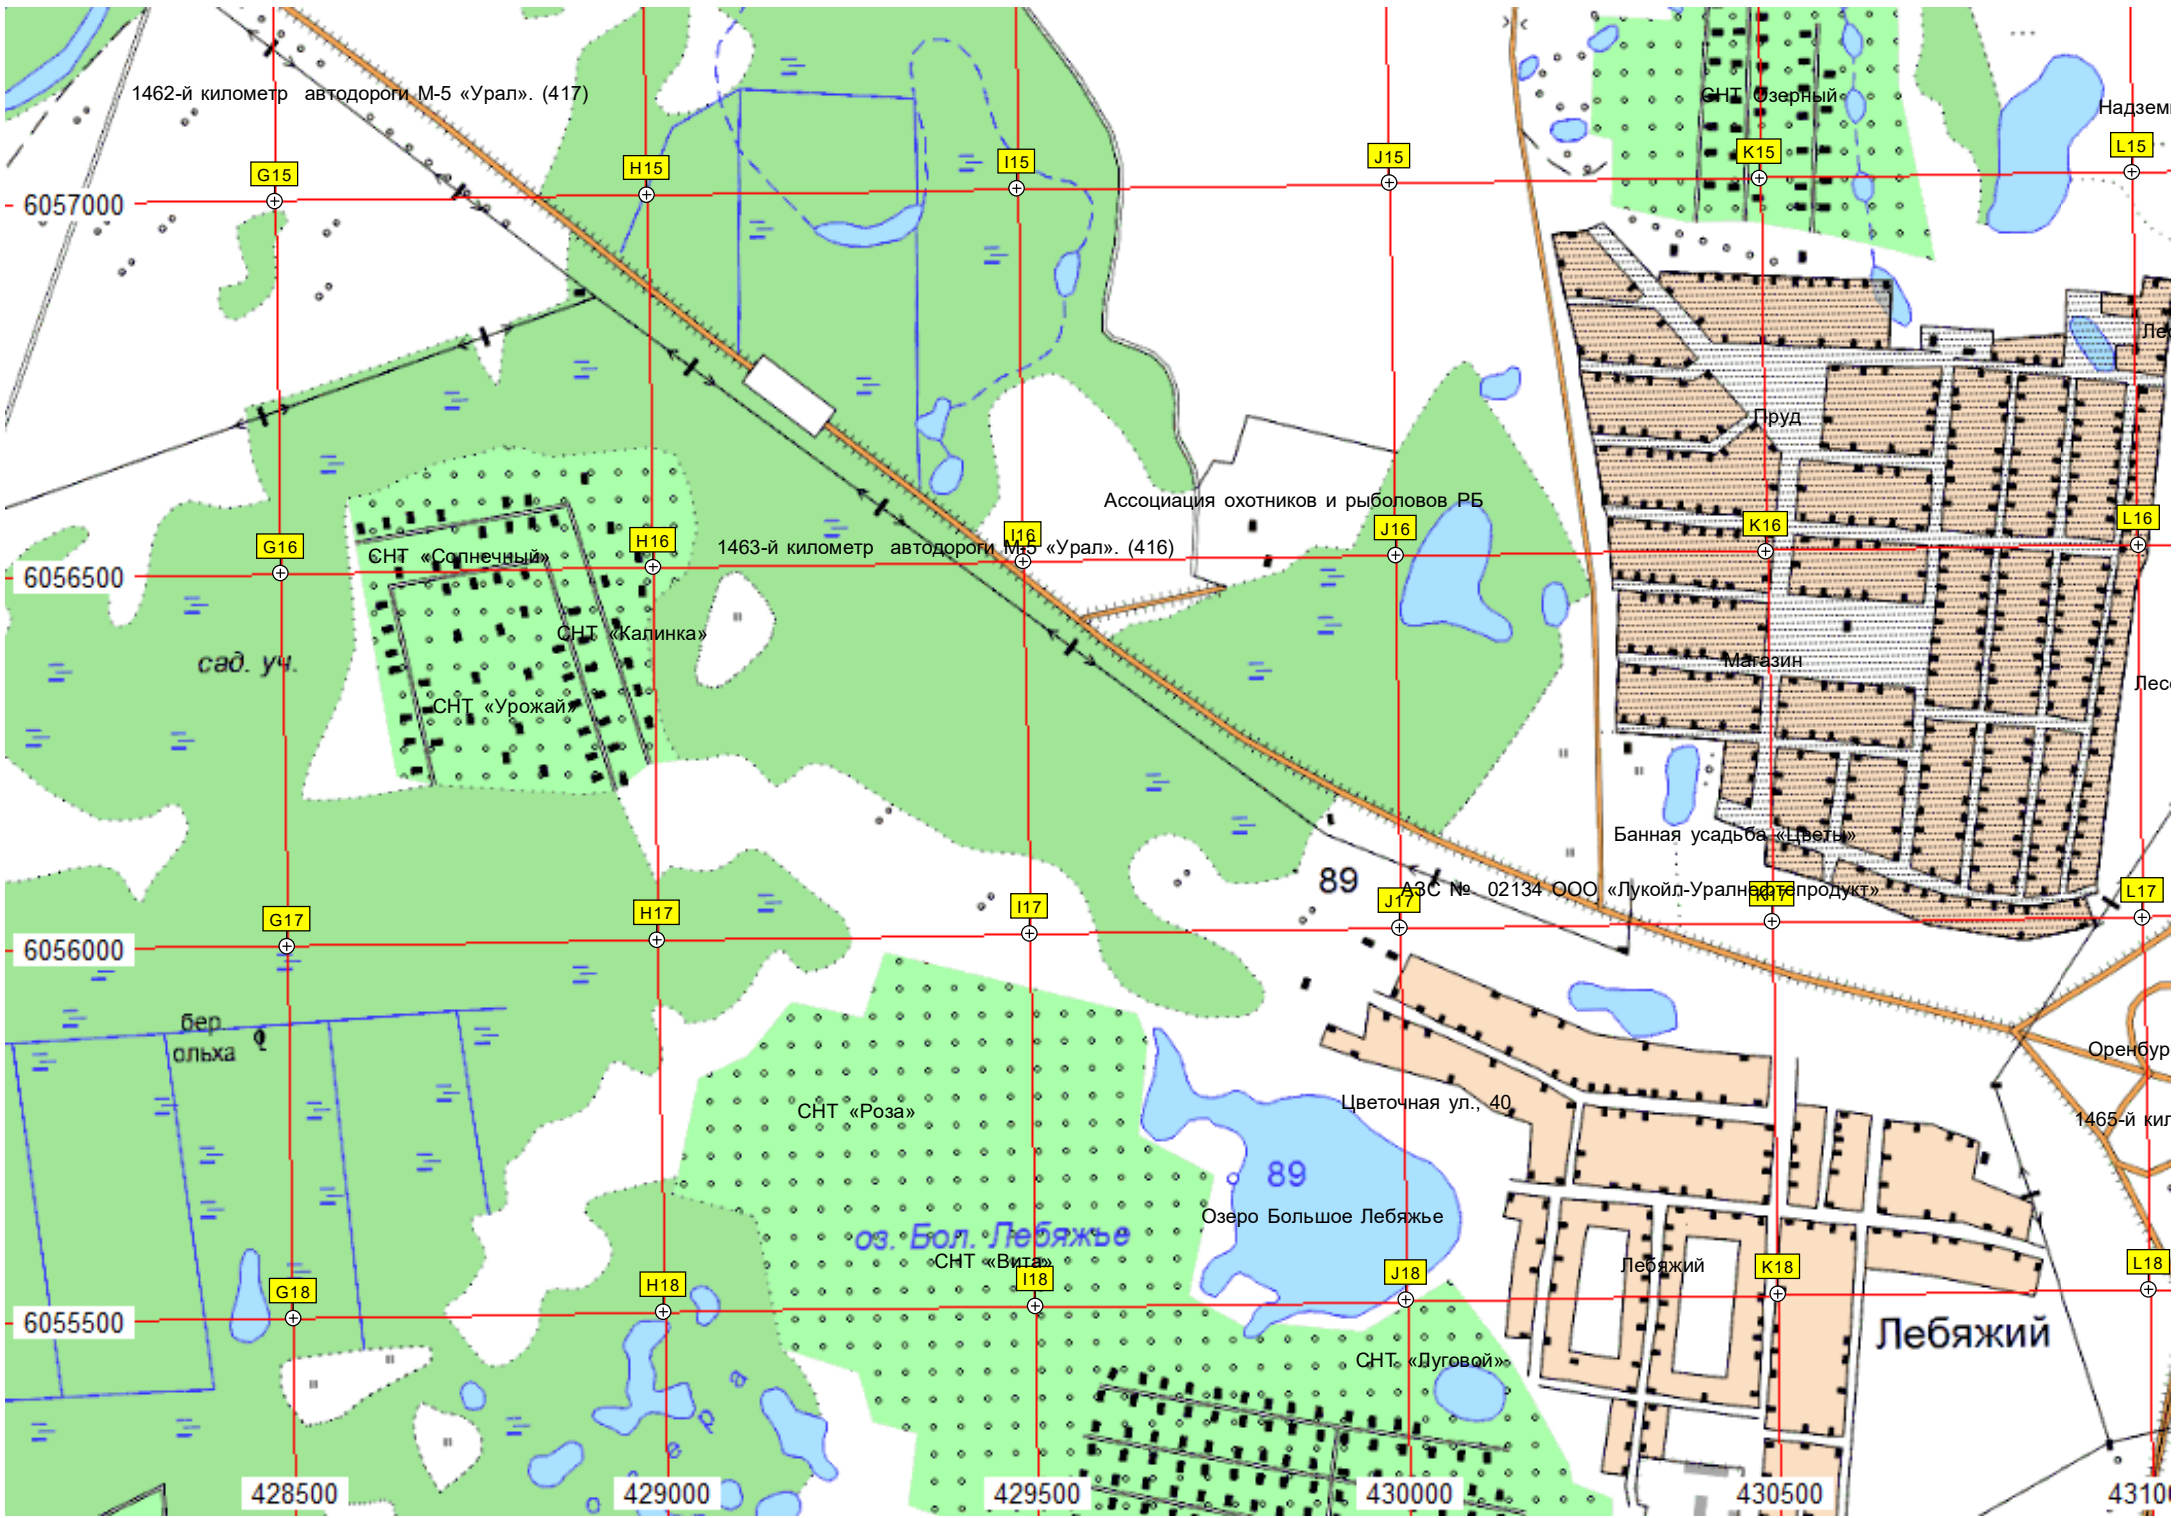 1462-й километр автодороги М-5 «Урал». (417)
СНТ Озерный
Надзем
G15
H15
I15
J15
K15
L15
6057000
Ле
Пруд
Ассоциация охотников и рыболовов РБ
G16
H16
I16
J16
K16
L16
1463-й километр автодороги М-5 «Урал». (416)
СНТ «Солнечный»
6056500
СНТ «Калинка»
сад. уч.
Магазин
Лес
СНТ «Урожай»
Банная усадьба «Цветы»
89
АЗС № 02134 ООО «Лукойл-Уралнефтепродукт»
G17
H17
I17
J17
K17
L17
6056000
бер.
ольха
Оренбур
СНТ «Роза»
Цветочная ул., 40
1465-й кил
89
Озеро Большое Лебяжье
оз. Бол. Лебяжье
СНТ «Вита»
Лебяжий
G18
H18
I18
J18
K18
L18
6055500
Лебяжий
СНТ «Луговой»
о з е р а
428500
429000
429500
430000
430500
43100